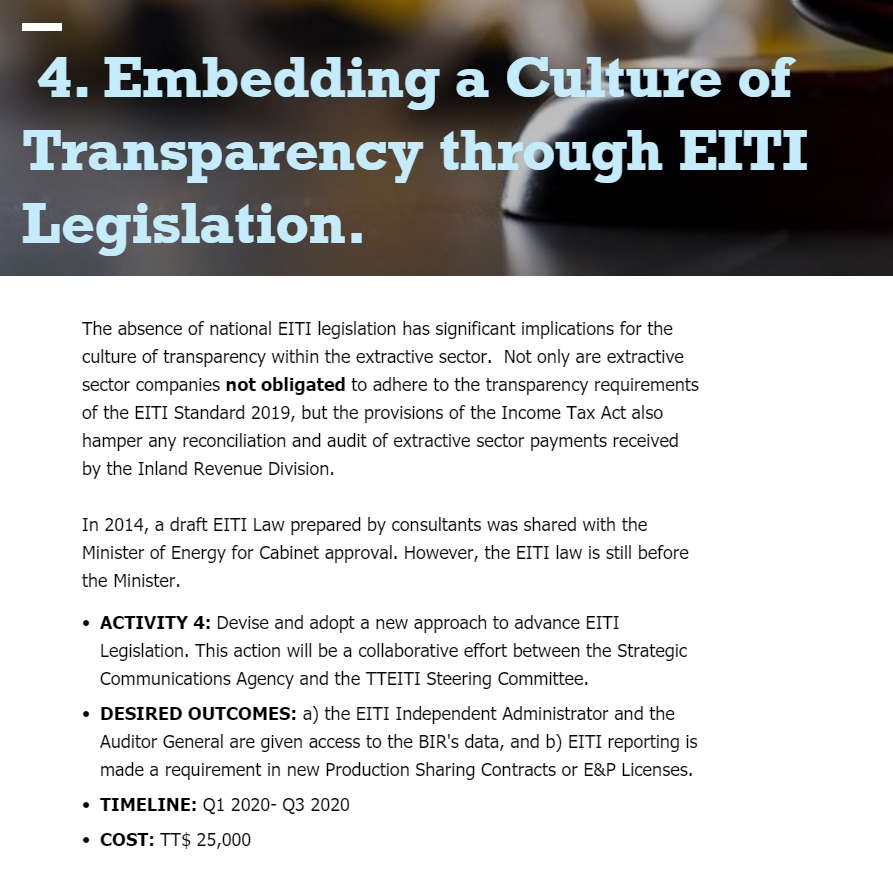 4. Embedding a Culture of
Transparency through EITI
Legislation.
The absence of national EITI legislation has significant implications for the
culture of transparency within the extractive sector.  Not only are extractive
sector companies not obligated to adhere to the transparency requirements
of the EITI Standard 2019, but the provisions of the Income Tax Act also
hamper any reconciliation and audit of extractive sector payments received
by the Inland Revenue Division.
In 2014, a draft EITI Law prepared by consultants was shared with the
Minister of Energy for Cabinet approval. However, the EITI law is still before
the Minister.
• ACTIVITY 4: Devise and adopt a new approach to advance EITI
Legislation. This action will be a collaborative effort between the Strategic
Communications Agency and the TTEITI Steering Committee.
• DESIRED OUTCOMES: a) the EITI Independent Administrator and the
Auditor General are given access to the BIR's data, and b) EITI reporting is
made a requirement in new Production Sharing Contracts or E&P Licenses.
• TIMELINE: Q1 2020- Q3 2020
• COST: TT$ 25,000